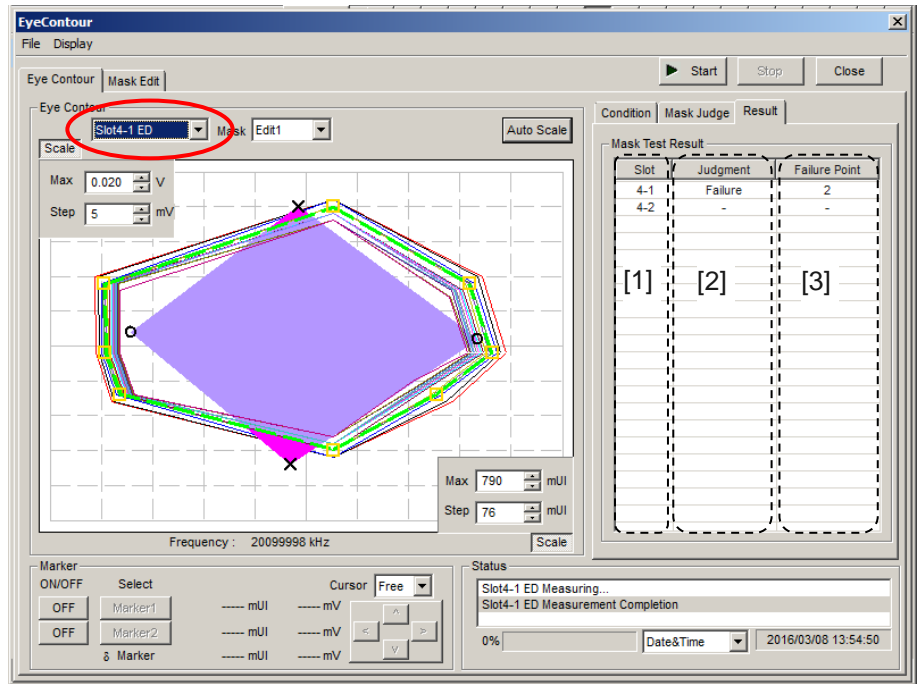 EyeContour
File Display
Start Stop Close
Eye Contour Mask Edit
Eye Contour
Slot4-1 ED Mask Edit1 Auto Scale
Scale
Max 0.020 V
Step 5 mV
Max 790 mUI
Step 76 mUI
Frequency : 20099998 kHz Scale
Condition Mask Judge Result
Mask Test Result
Slot Judgment Failure Point
4-1 Failure 2
4-2 - -
[1] [2] [3]
Marker
ON/OFF Select Cursor Free
OFF Marker1 ----- mUI ----- mV
OFF Marker2 ----- mUI ----- mV
δ Marker ----- mUI ----- mV
Status
Slot4-1 ED Measuring...
Slot4-1 ED Measurement Completion
0% Date&Time 2016/03/08 13:54:50